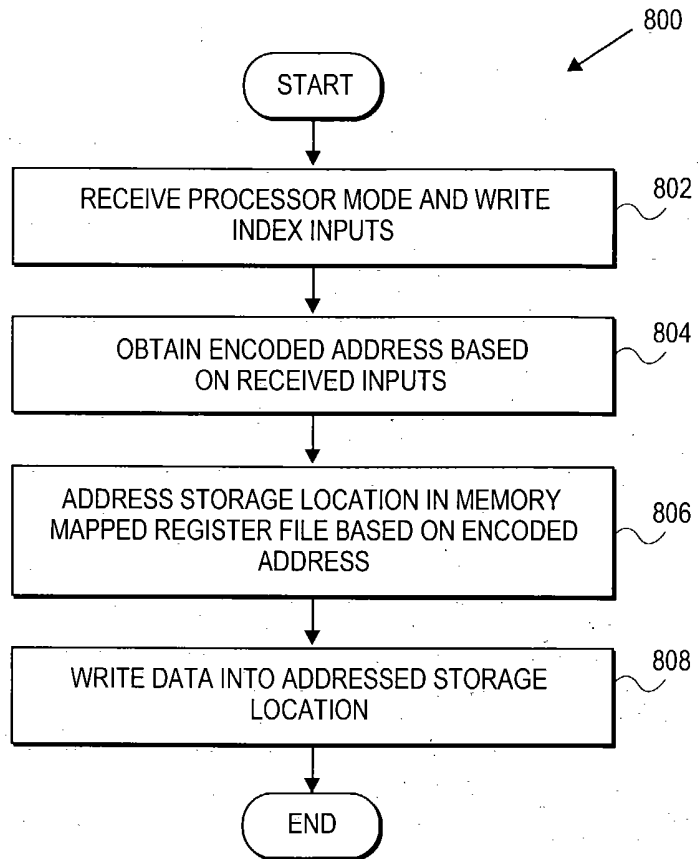 800
START
RECEIVE PROCESSOR MODE AND WRITE
INDEX INPUTS
802
OBTAIN ENCODED ADDRESS BASED
ON RECEIVED INPUTS
804
ADDRESS STORAGE LOCATION IN MEMORY
MAPPED REGISTER FILE BASED ON ENCODED
ADDRESS
806
WRITE DATA INTO ADDRESSED STORAGE
LOCATION
808
END